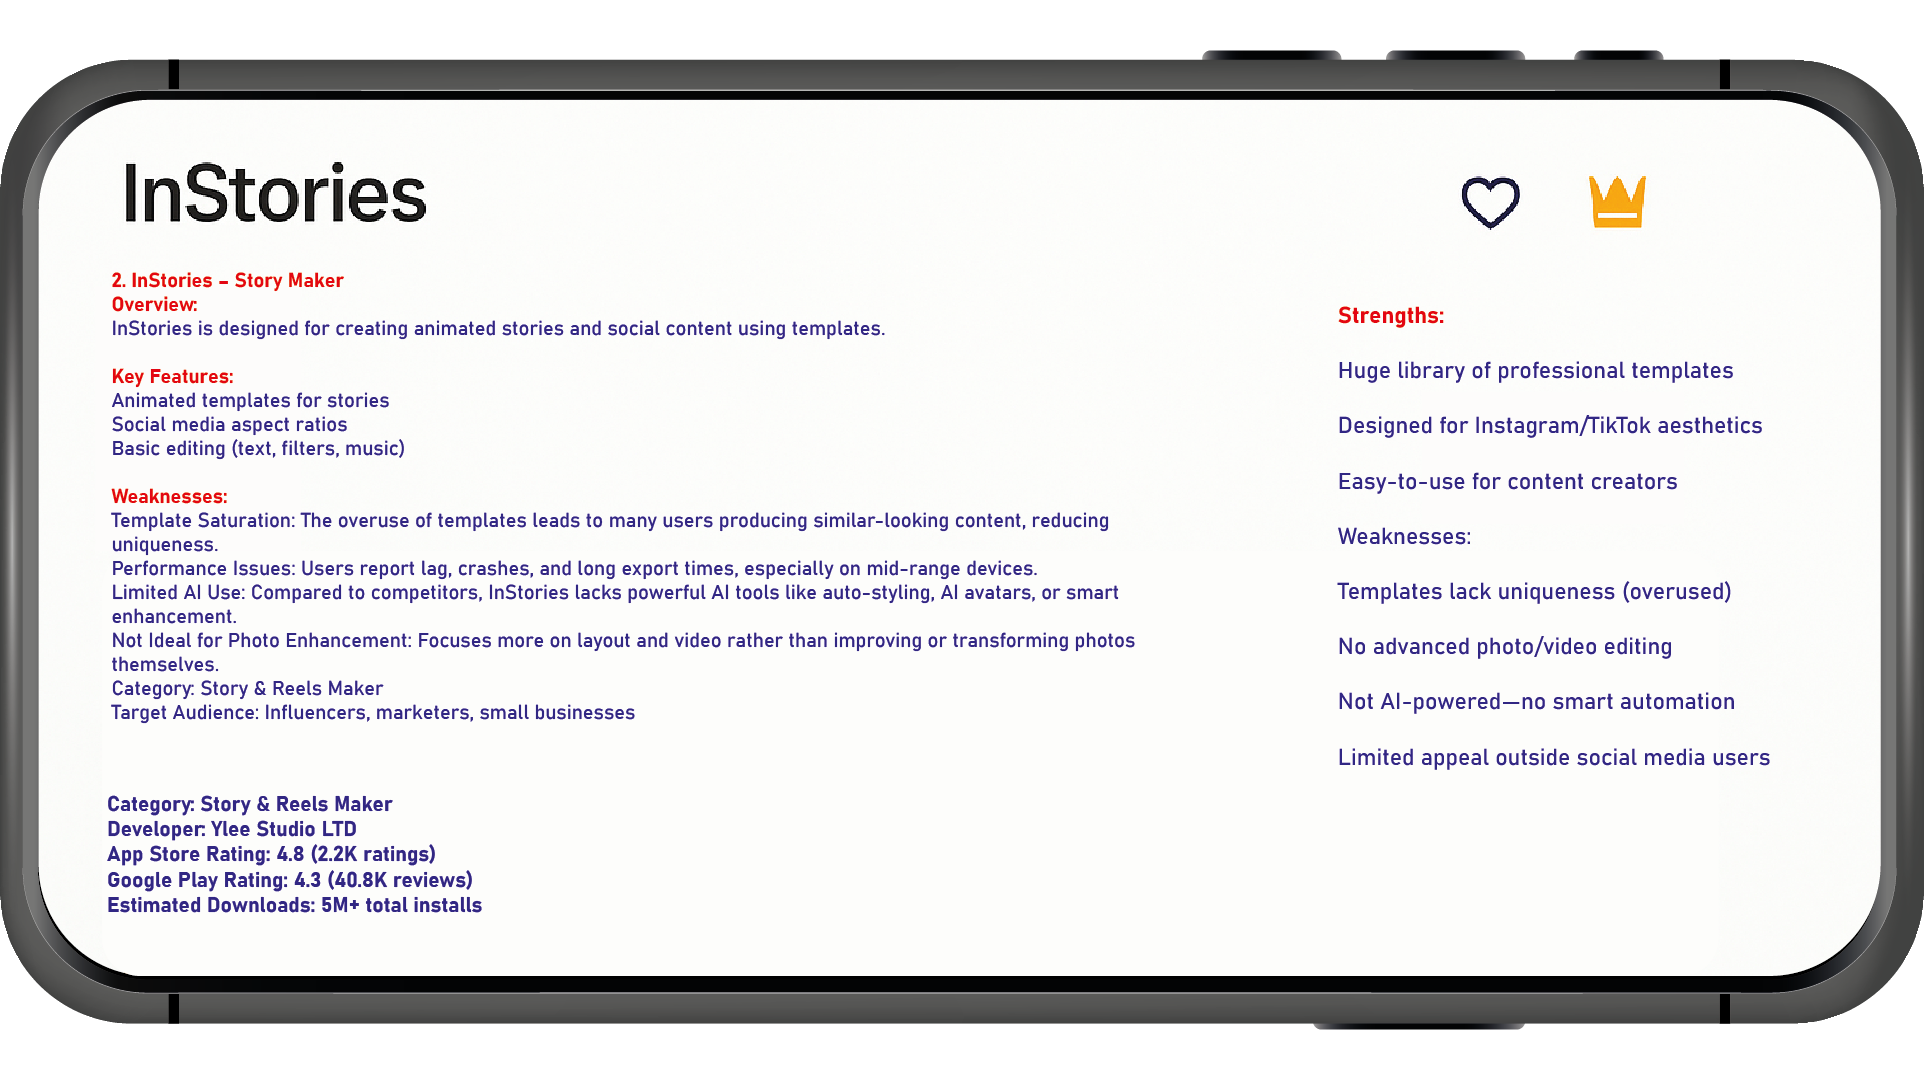 InStories
2. InStories – Story Maker
Overview:
InStories is designed for creating animated stories and social content using templates.
Key Features:
Animated templates for stories
Social media aspect ratios
Basic editing (text, filters, music)
Weaknesses:
Template Saturation: The overuse of templates leads to many users producing similar-looking content, reducing
uniqueness.
Performance Issues: Users report lag, crashes, and long export times, especially on mid-range devices.
Limited AI Use: Compared to competitors, InStories lacks powerful AI tools like auto-styling, AI avatars, or smart
enhancement.
Not Ideal for Photo Enhancement: Focuses more on layout and video rather than improving or transforming photos
themselves.
Category: Story & Reels Maker
Target Audience: Influencers, marketers, small businesses
Category: Story & Reels Maker
Developer: Ylee Studio LTD
App Store Rating: 4.8 (2.2K ratings)
Google Play Rating: 4.3 (40.8K reviews)
Estimated Downloads: 5M+ total installs
Strengths:
Huge library of professional templates
Designed for Instagram/TikTok aesthetics
Easy-to-use for content creators
Weaknesses:
Templates lack uniqueness (overused)
No advanced photo/video editing
Not AI-powered—no smart automation
Limited appeal outside social media users